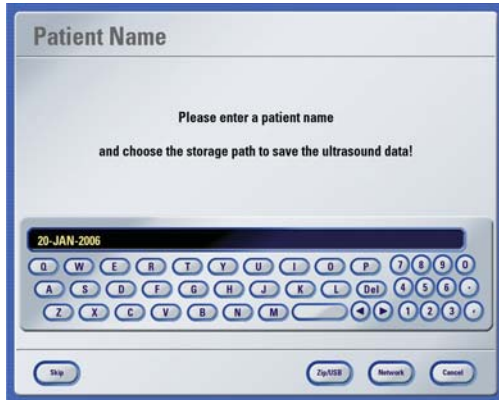 Patient Name
Please enter a patient name
and choose the storage path to save the ultrasound data!
20-JAN-2006
Q W E R T Y U I O P 7 8 9 0
A S D F G H J K L Del 4 5 6 -
Z X C V B N M ◀ ▶ 1 2 3 .
Skip Zip/USB Network Cancel